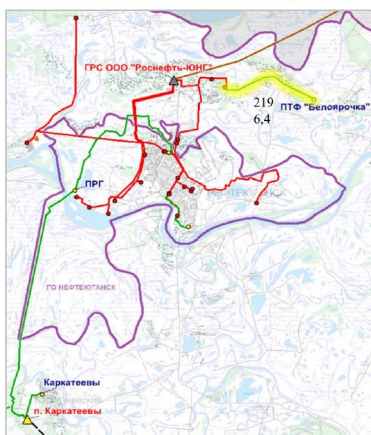 ГРС ООО "Роснефть-ЮНГ"
219
6,4
ПТФ "Белоярочка"
ПРГ
ГО НЕФТЕЮГАНСК
Каркатеевы
п. Каркатеевы